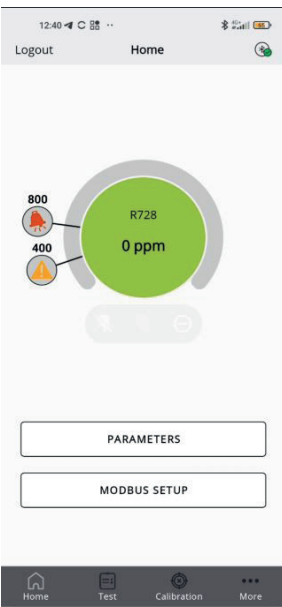 12:40
Logout Home
800
R728
400
0 ppm
PARAMETERS
MODBUS SETUP
Home Test Calibration More